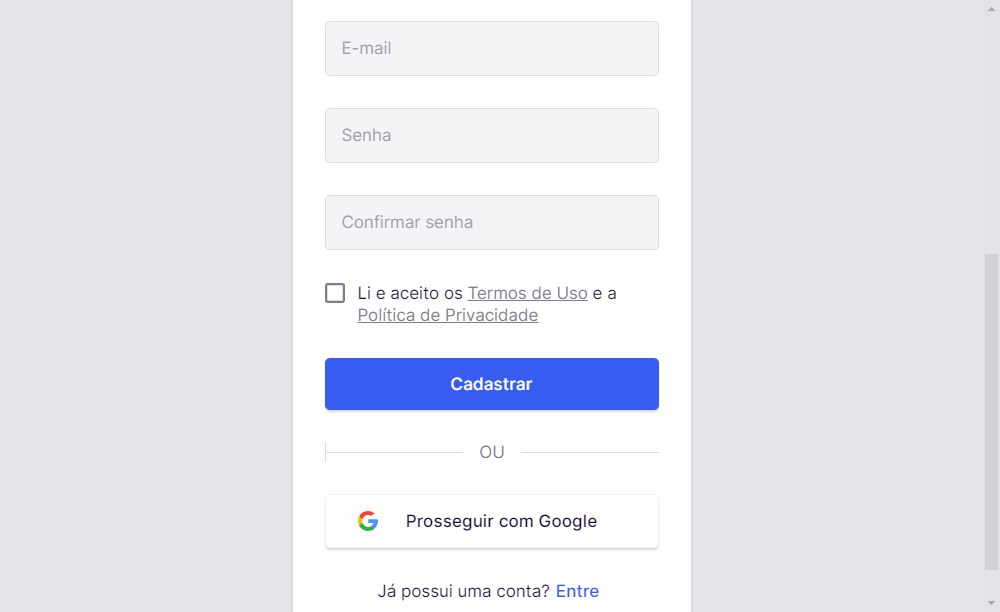 E-mail
Senha
Confirmar senha
Li e aceito os Termos de Uso e a
Política de Privacidade
Cadastrar
OU
Prosseguir com Google
Já possui uma conta? Entre